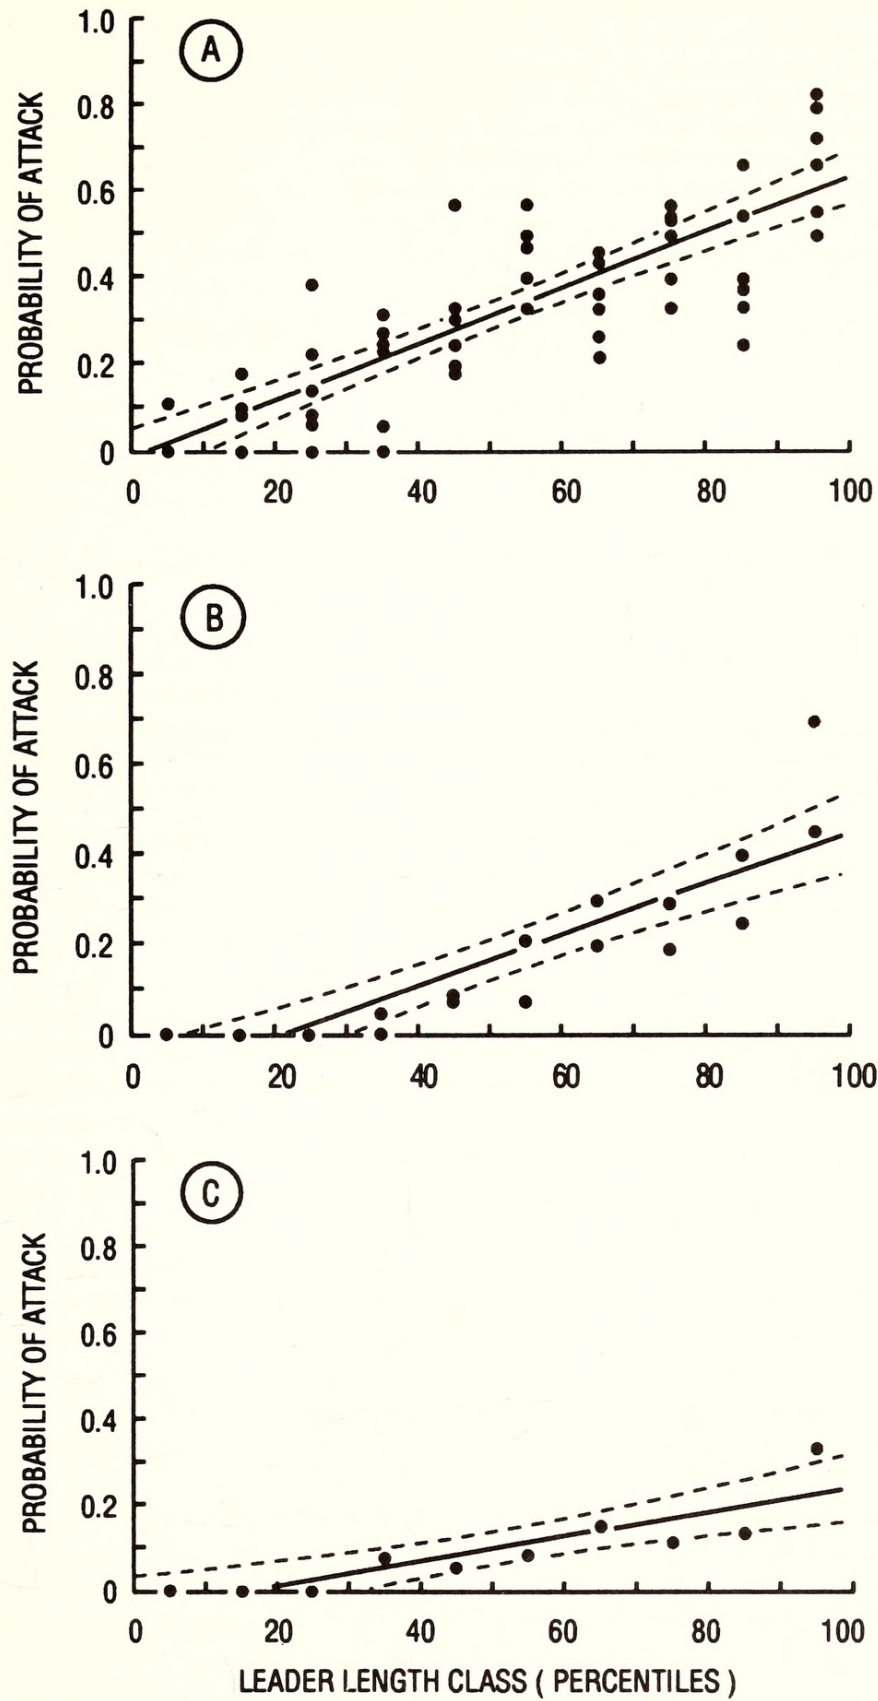 A
PROBABILITY OF ATTACK
1.0
0.8
0.6
0.4
0.2
0
0 20 40 60 80 100
B
PROBABILITY OF ATTACK
1.0
0.8
0.6
0.4
0.2
0
0 20 40 60 80 100
C
PROBABILITY OF ATTACK
1.0
0.8
0.6
0.4
0.2
0
0 20 40 60 80 100
LEADER LENGTH CLASS ( PERCENTILES )